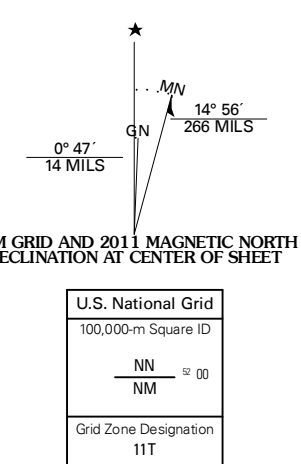 ★
MN
GN
14° 56´
266 MILS
0° 47´
14 MILS
M GRID AND 2011 MAGNETIC NORTH
ECLINATION AT CENTER OF SHEET
U.S. National Grid
100,000-m Square ID
NN
52 00
NM
Grid Zone Designation
11T